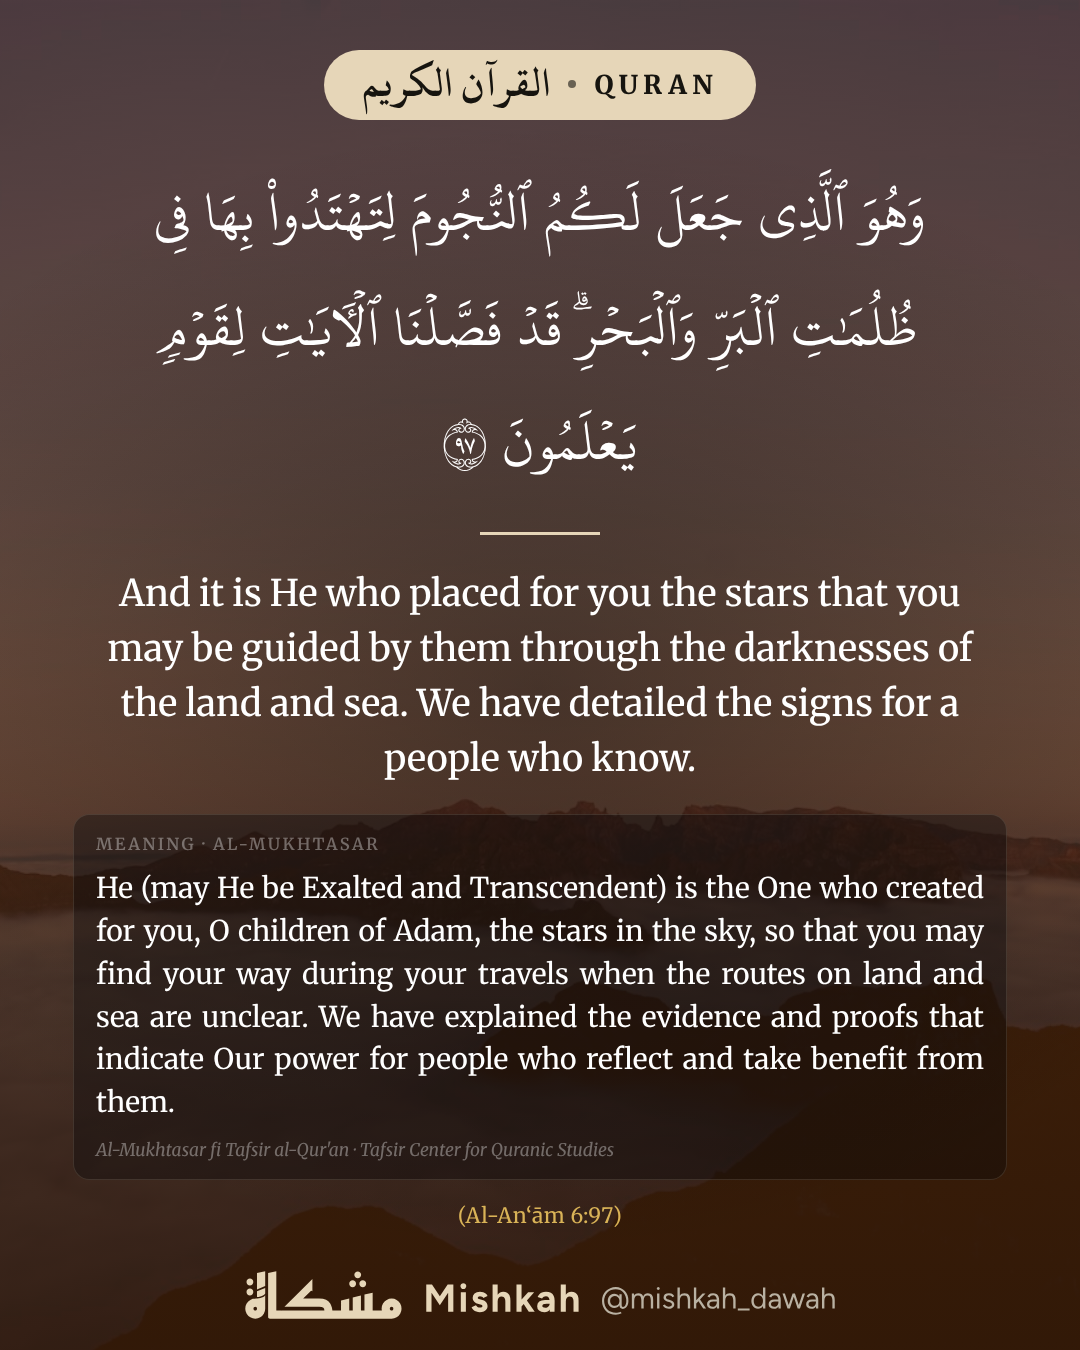 القرآن الكريم • QURAN
وَهُوَ ٱلَّذِى جَعَلَ لَكُمُ ٱلنُّجُومَ لِتَهْتَدُوا۟ بِهَا فِى
ظُلُمَـٰتِ ٱلْبَرِّ وَٱلْبَحْرِ ۗ قَدْ فَصَّلْنَا ٱلْـَٔايَـٰتِ لِقَوْمٍ
يَعْلَمُونَ ٩٧
And it is He who placed for you the stars that you
may be guided by them through the darknesses of
the land and sea. We have detailed the signs for a
people who know.
MEANING · AL-MUKHTASAR
He (may He be Exalted and Transcendent) is the One who created
for you, O children of Adam, the stars in the sky, so that you may
find your way during your travels when the routes on land and
sea are unclear. We have explained the evidence and proofs that
indicate Our power for people who reflect and take benefit from
them.
Al-Mukhtasar fi Tafsir al-Qur'an · Tafsir Center for Quranic Studies
(Al-An‘ām 6:97)
مشكاة Mishkah @mishkah_dawah